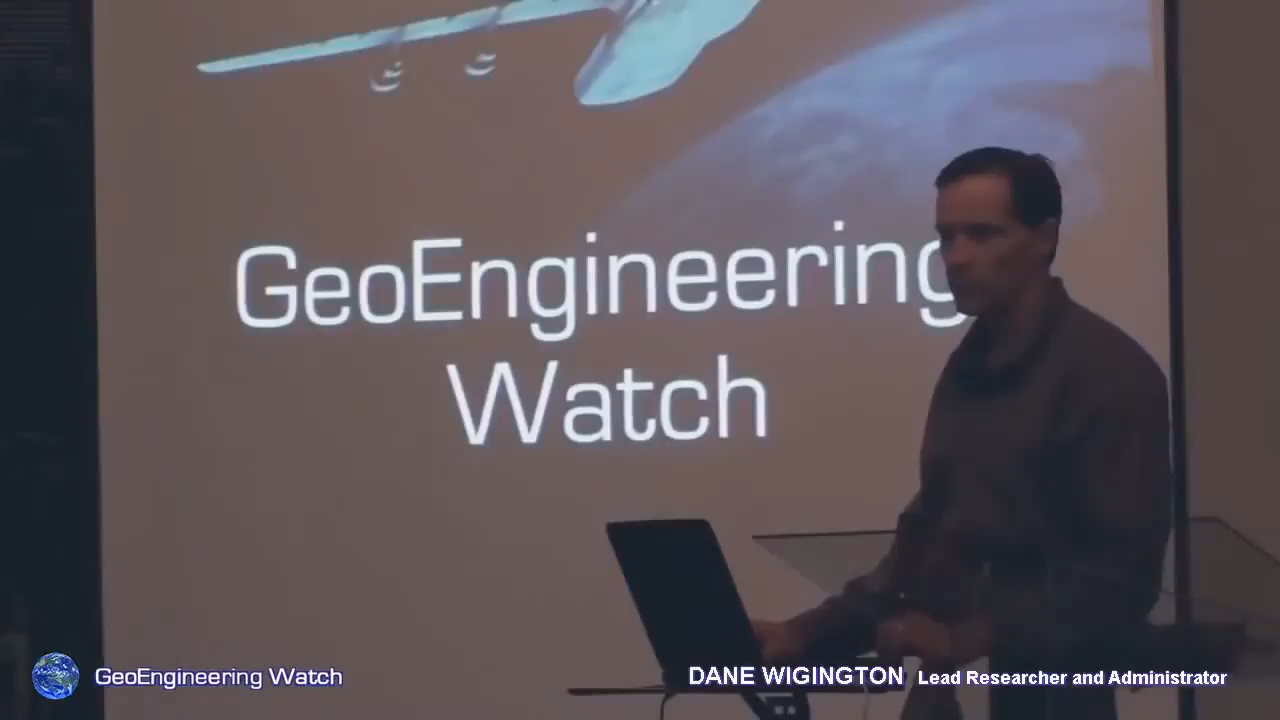 GeoEngineering
Watch
GeoEngineering Watch
DANE WIGINGTON Lead Researcher and Administrator